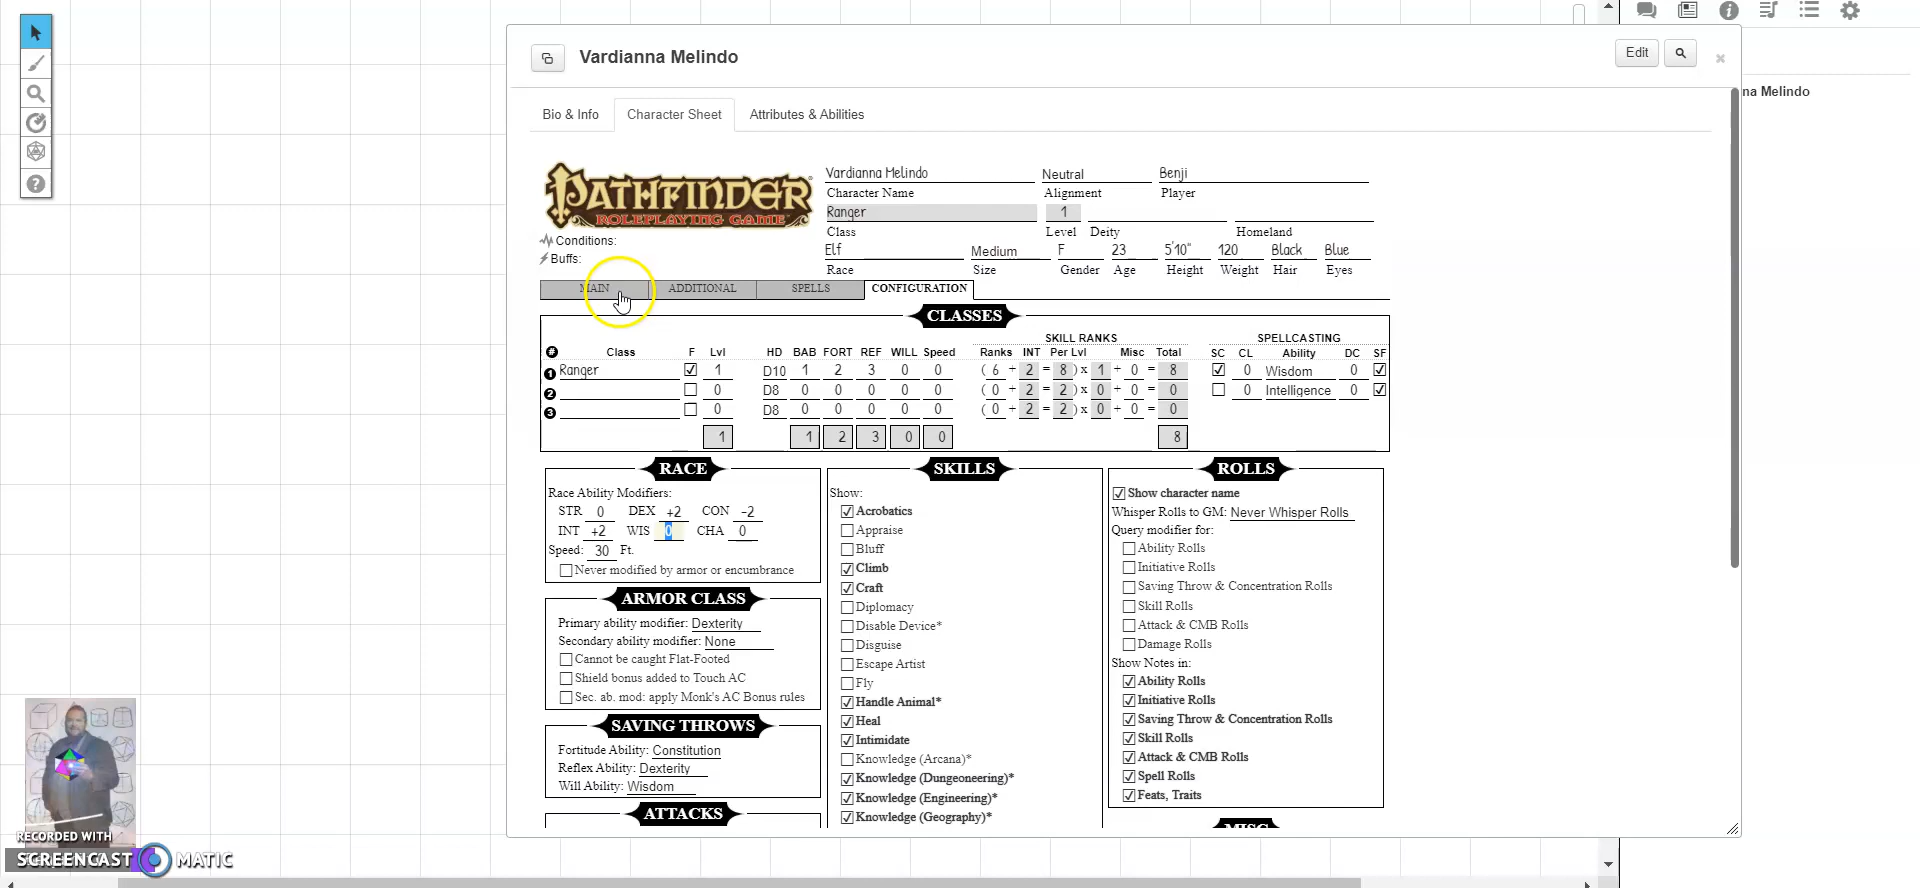 Vardianna Melindo
Edit
na Melindo
Bio & Info
Character Sheet
Attributes & Abilities
PATHFINDER
ROLEPLAYING GAME
Vardianna Melindo
Neutral
Benji
Character Name
Alignment
Player
Ranger
1
Class
Level
Deity
Homeland
Conditions:
Buffs:
Elf
Medium
F
23
5'10"
120
Black
Blue
Race
Size
Gender
Age
Height
Weight
Hair
Eyes
MAIN
ADDITIONAL
SPELLS
CONFIGURATION
CLASSES
SKILL RANKS
SPELLCASTING
# Class F Lvl HD BAB FORT REF WILL Speed Ranks INT Per Lvl Misc Total SC CL Ability DC SF
1 Ranger 1 D10 1 2 3 0 0 ( 6 + 2 = 8 ) x 1 + 0 = 8 0 Wisdom 0
2 0 D8 0 0 0 0 0 ( 0 + 2 = 2 ) x 0 + 0 = 0 0 Intelligence 0
3 0 D8 0 0 0 0 0 ( 0 + 2 = 2 ) x 0 + 0 = 0
1 1 2 3 0 0 8
RACE
Race Ability Modifiers:
STR 0 DEX +2 CON -2
INT +2 WIS 0 CHA 0
Speed: 30 Ft.
Never modified by armor or encumbrance
ARMOR CLASS
Primary ability modifier: Dexterity
Secondary ability modifier: None
Cannot be caught Flat-Footed
Shield bonus added to Touch AC
Sec. ab. mod: apply Monk's AC Bonus rules
SAVING THROWS
Fortitude Ability: Constitution
Reflex Ability: Dexterity
Will Ability: Wisdom
ATTACKS
SKILLS
Show:
Acrobatics
Appraise
Bluff
Climb
Craft
Diplomacy
Disable Device*
Disguise
Escape Artist
Fly
Handle Animal*
Heal
Intimidate
Knowledge (Arcana)*
Knowledge (Dungeoneering)*
Knowledge (Engineering)*
Knowledge (Geography)*
ROLLS
Show character name
Whisper Rolls to GM: Never Whisper Rolls
Query modifier for:
Ability Rolls
Initiative Rolls
Saving Throw & Concentration Rolls
Skill Rolls
Attack & CMB Rolls
Damage Rolls
Show Notes in:
Ability Rolls
Initiative Rolls
Saving Throw & Concentration Rolls
Skill Rolls
Attack & CMB Rolls
Spell Rolls
Feats, Traits
RECORDED WITH
SCREENCAST MATIC